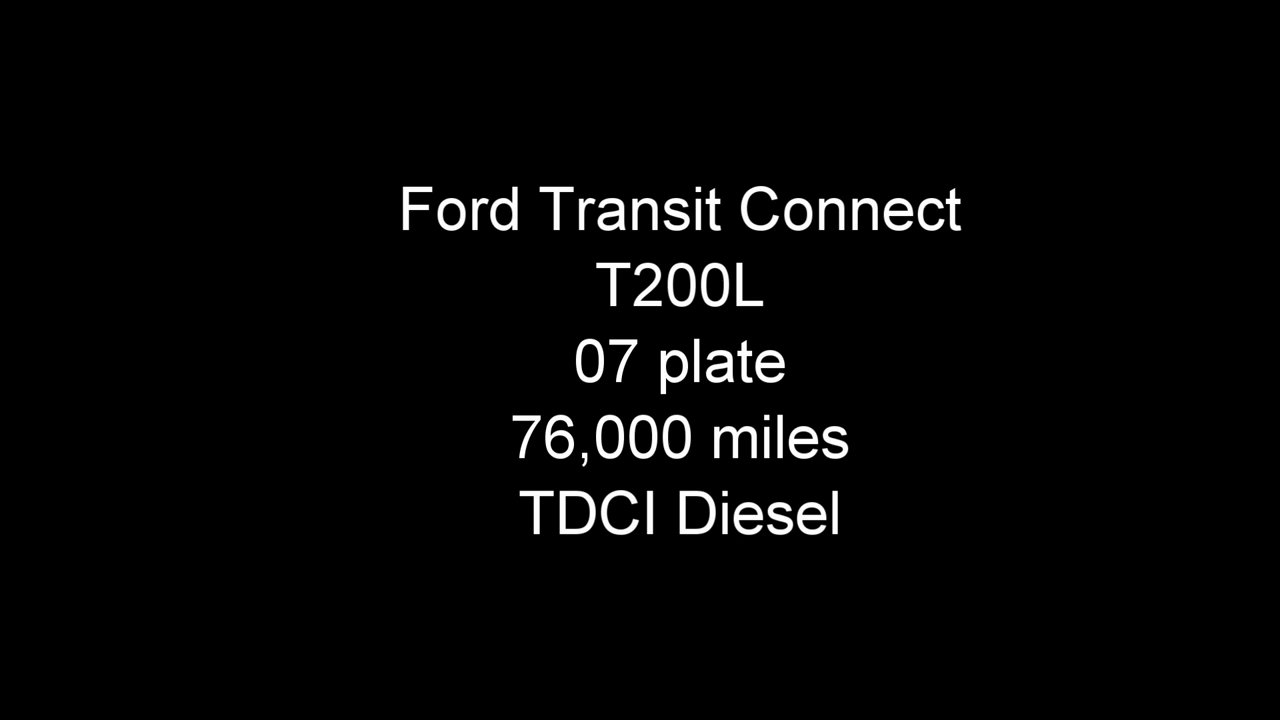 Ford Transit Connect
T200L
07 plate
76,000 miles
TDCI Diesel